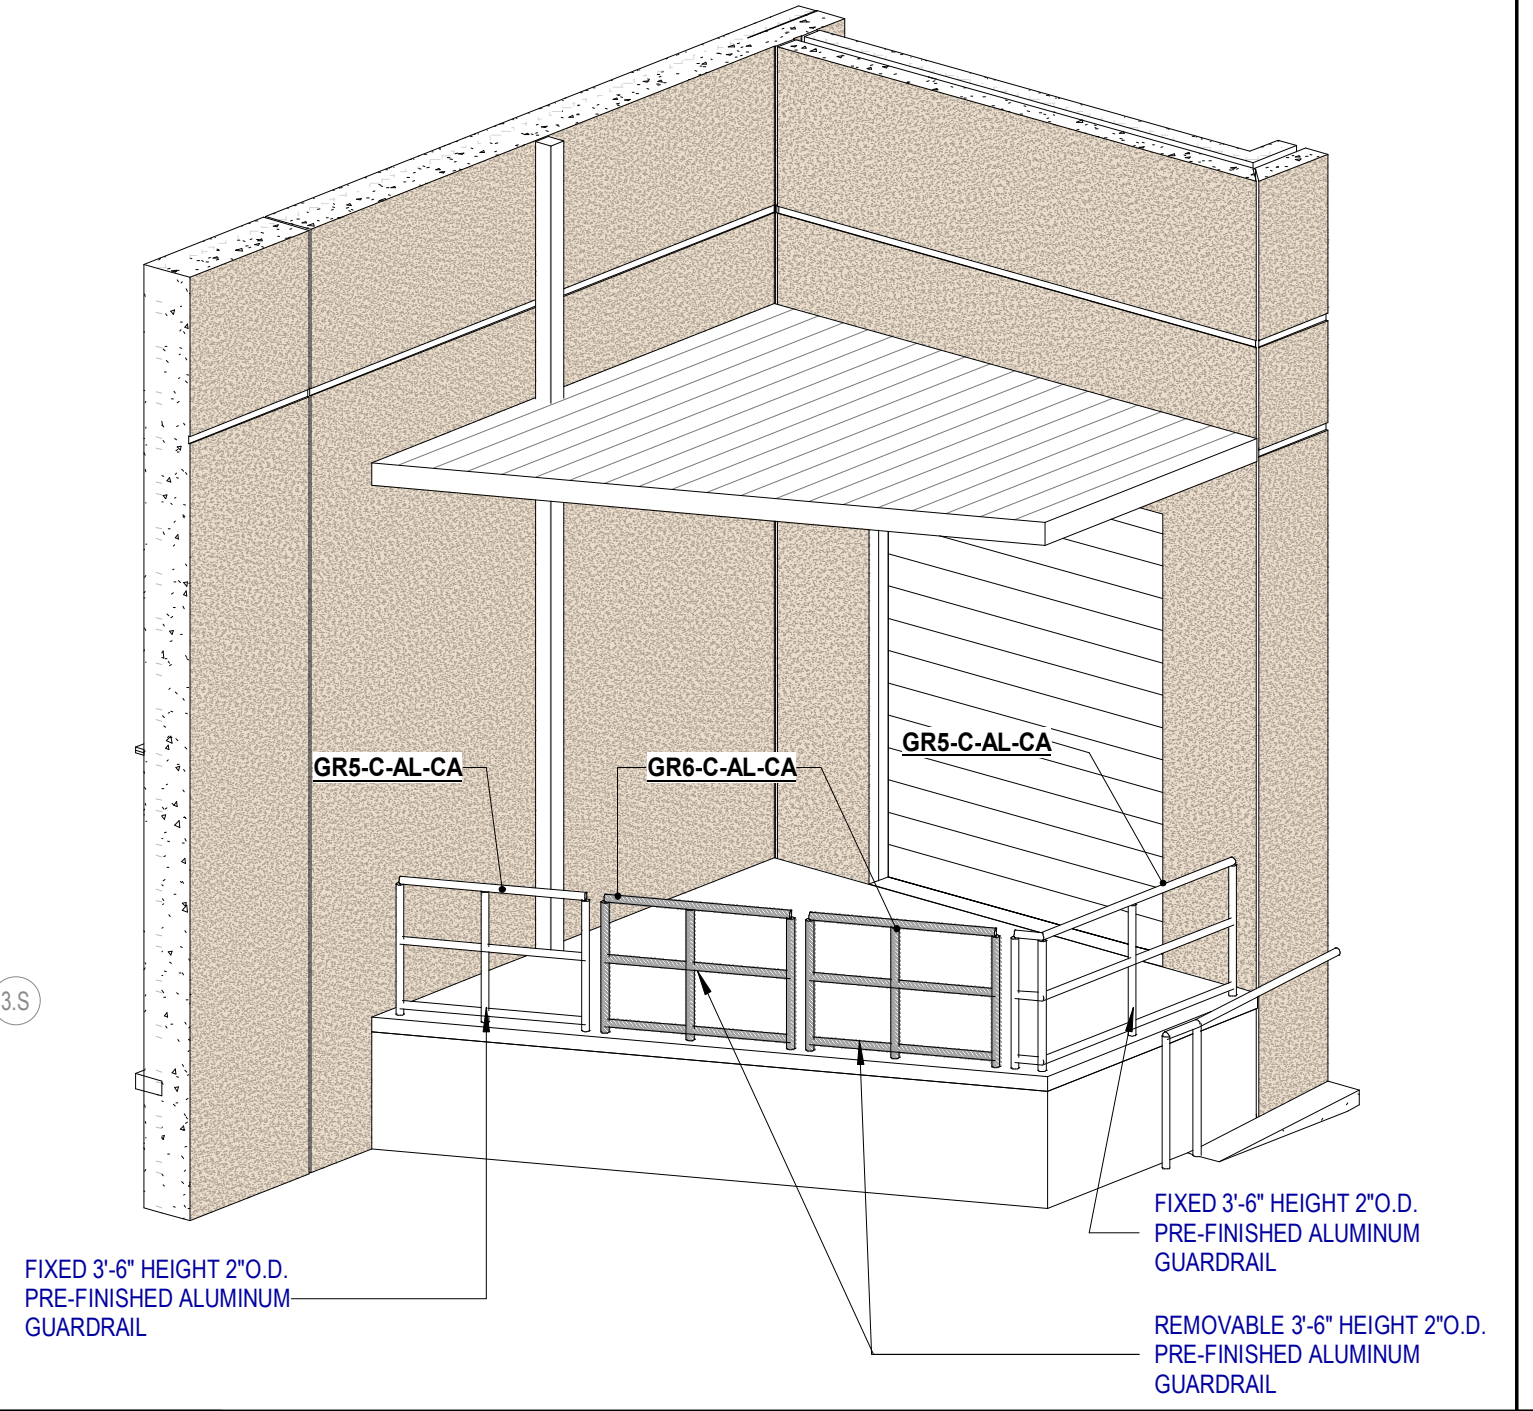 GR5-C-AL-CA
GR6-C-AL-CA
GR5-C-AL-CA
3.S
FIXED 3'-6" HEIGHT 2"O.D.
PRE-FINISHED ALUMINUM
GUARDRAIL
FIXED 3'-6" HEIGHT 2"O.D.
PRE-FINISHED ALUMINUM
GUARDRAIL
REMOVABLE 3'-6" HEIGHT 2"O.D.
PRE-FINISHED ALUMINUM
GUARDRAIL